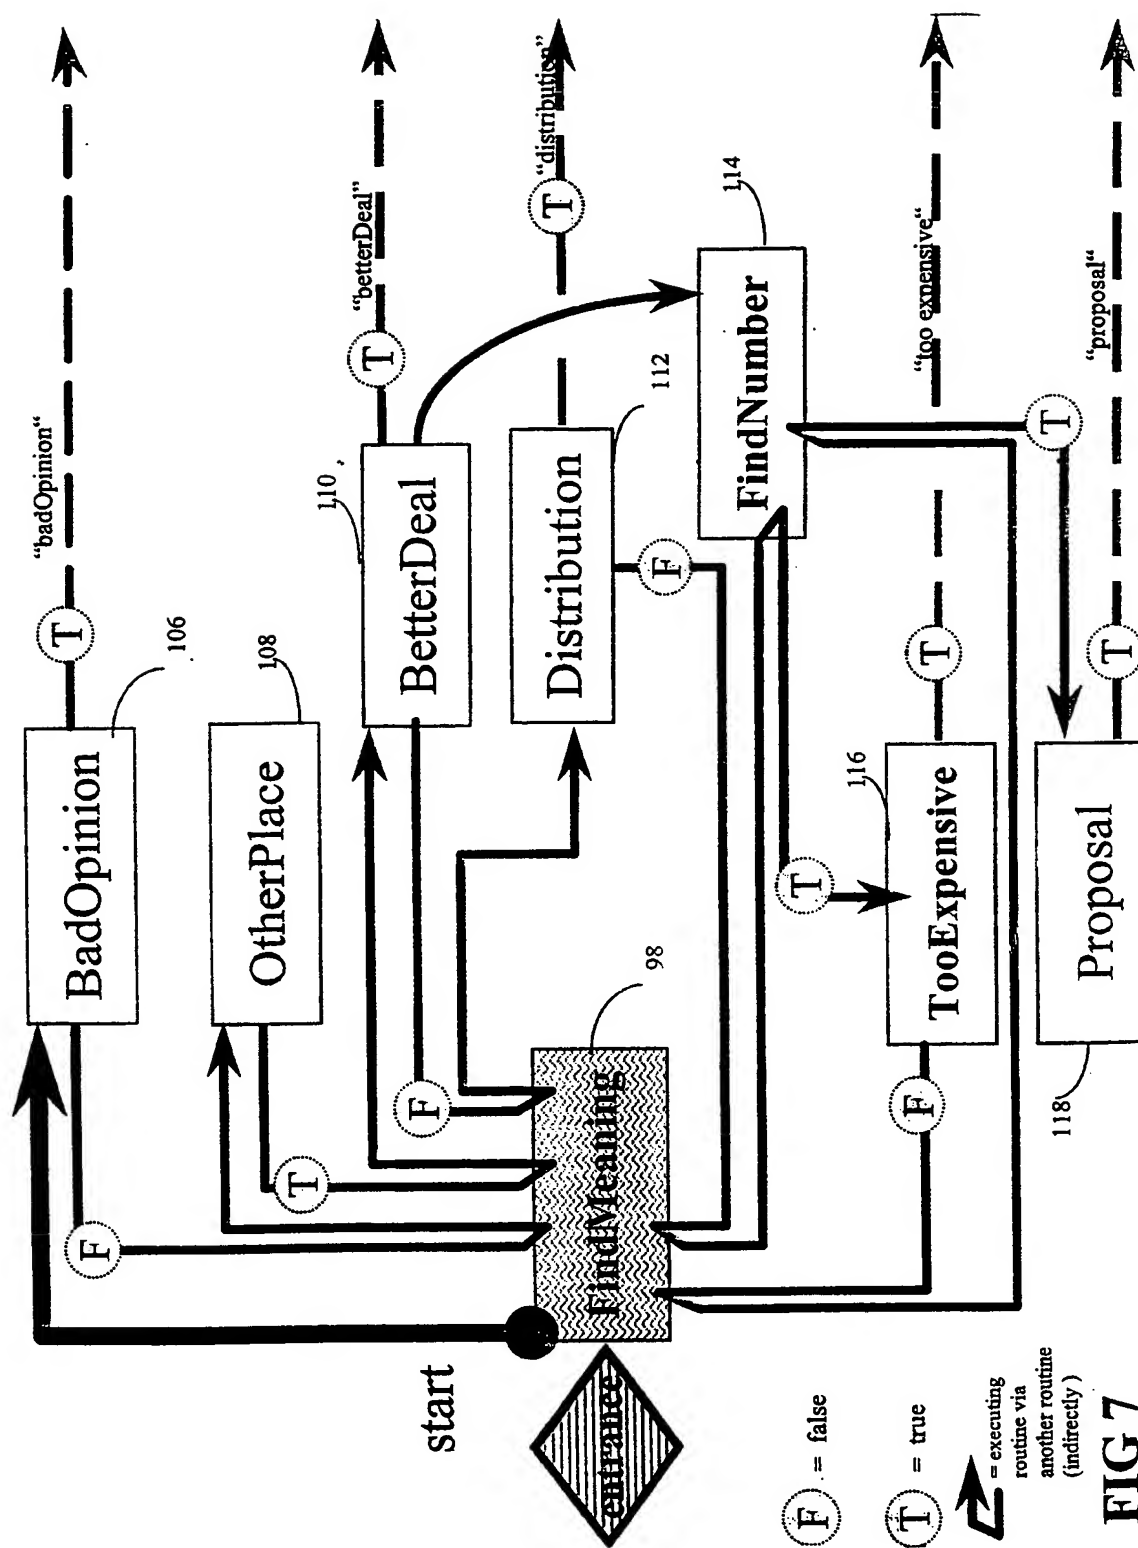 “badOpinion“
T
BadOpinion
106
F
OtherPlace
108
T
“betterDeal”
T
110
BetterDeal
F
“distribution”
T
Distribution
112
F
114
FindNumber
T
T
start
entrance
FindMeaning
98
“too expensive“
T
116
TooExpensive
F
“proposal“
T
Proposal
118
F = false
T = true
= executing
routine via
another routine
(indirectly )
FIG 7